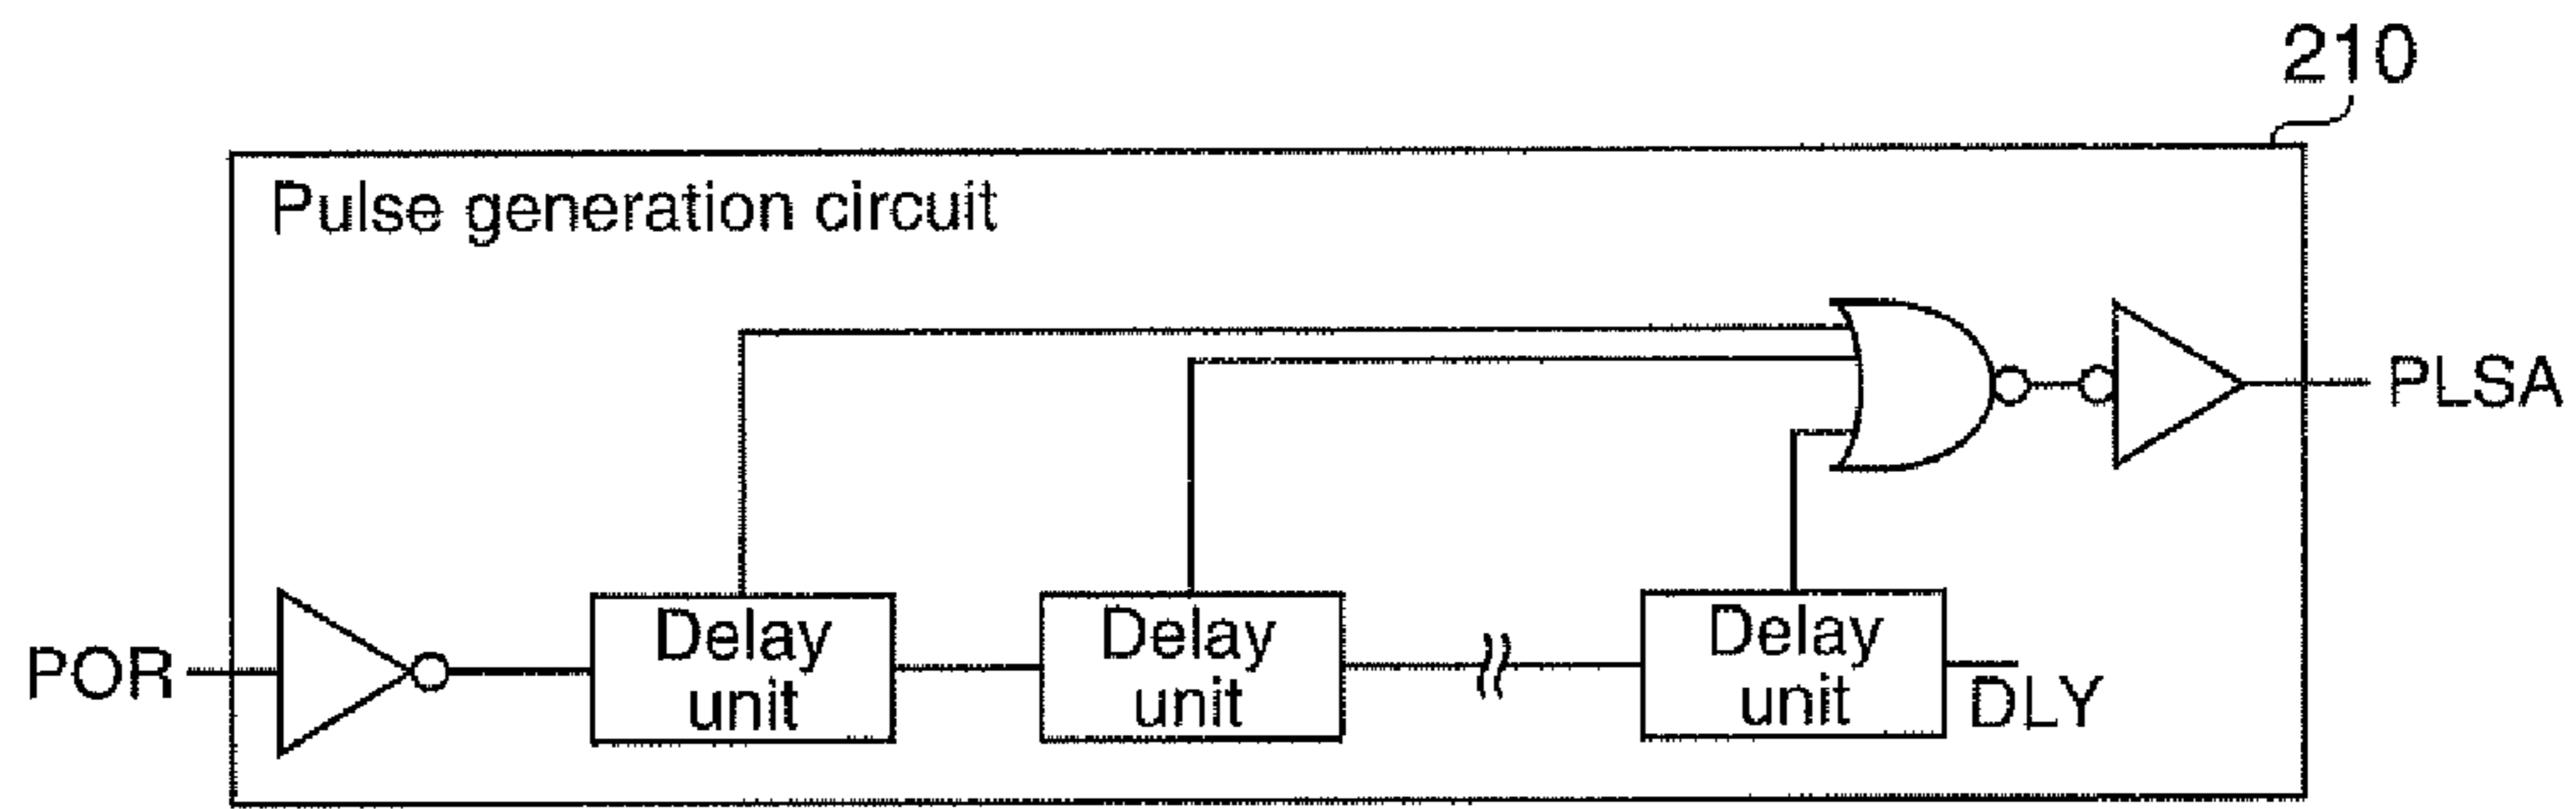 210
Pulse generation circuit
PLSA
POR
Delay
unit
Delay
unit
Delay
unit
DLY